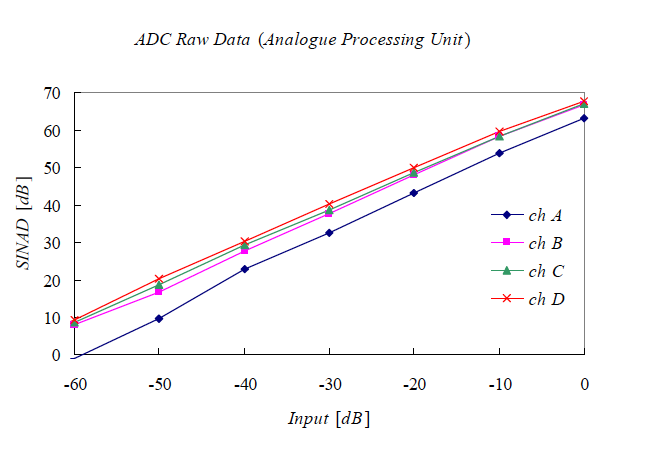 ADC Raw Data (Analogue Processing Unit)
70
60
50
40
30
20
10
0
SINAD [dB]
ch A
ch B
ch C
ch D
-60 -50 -40 -30 -20 -10 0
Input [dB]